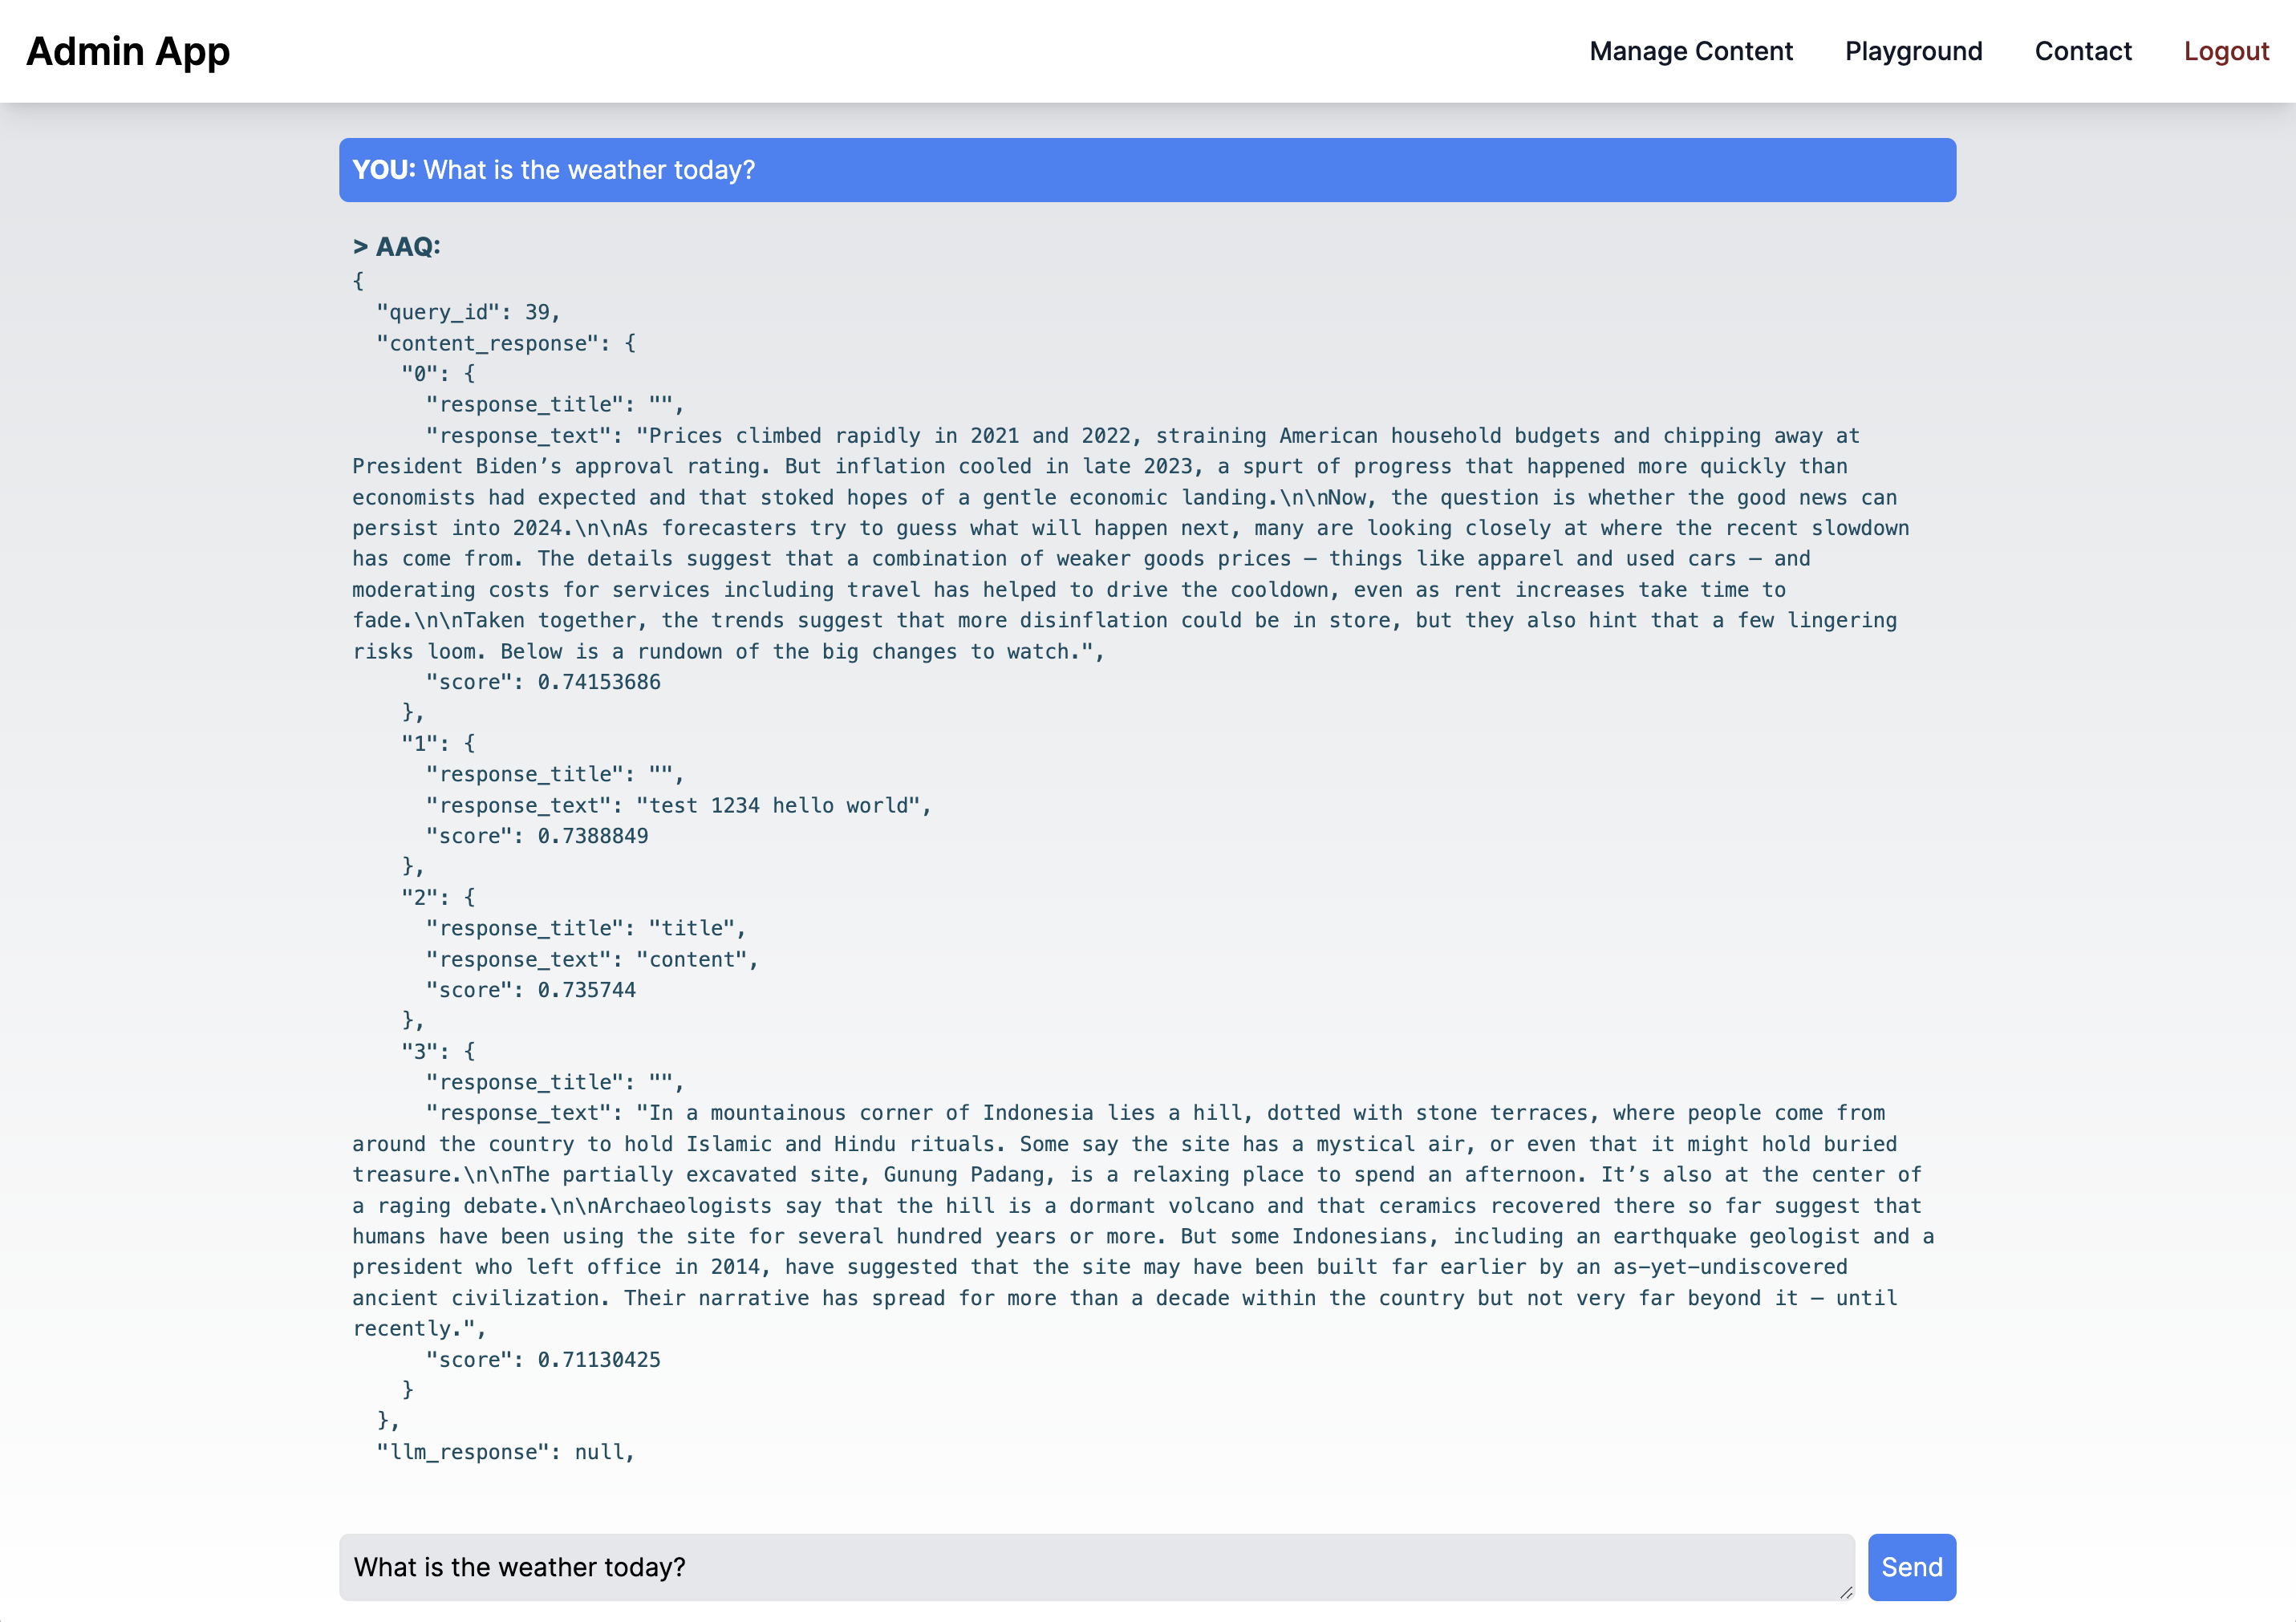 Admin App
Manage Content Playground Contact Logout
YOU: What is the weather today?
> AAQ:
{
  "query_id": 39,
  "content_response": {
    "0": {
      "response_title": "",
      "response_text": "Prices climbed rapidly in 2021 and 2022, straining American household budgets and chipping away at
President Biden’s approval rating. But inflation cooled in late 2023, a spurt of progress that happened more quickly than
economists had expected and that stoked hopes of a gentle economic landing.\n\nNow, the question is whether the good news can
persist into 2024.\n\nAs forecasters try to guess what will happen next, many are looking closely at where the recent slowdown
has come from. The details suggest that a combination of weaker goods prices — things like apparel and used cars — and
moderating costs for services including travel has helped to drive the cooldown, even as rent increases take time to
fade.\n\nTaken together, the trends suggest that more disinflation could be in store, but they also hint that a few lingering
risks loom. Below is a rundown of the big changes to watch.",
      "score": 0.74153686
    },
    "1": {
      "response_title": "",
      "response_text": "test 1234 hello world",
      "score": 0.7388849
    },
    "2": {
      "response_title": "title",
      "response_text": "content",
      "score": 0.735744
    },
    "3": {
      "response_title": "",
      "response_text": "In a mountainous corner of Indonesia lies a hill, dotted with stone terraces, where people come from
around the country to hold Islamic and Hindu rituals. Some say the site has a mystical air, or even that it might hold buried
treasure.\n\nThe partially excavated site, Gunung Padang, is a relaxing place to spend an afternoon. It’s also at the center of
a raging debate.\n\nArchaeologists say that the hill is a dormant volcano and that ceramics recovered there so far suggest that
humans have been using the site for several hundred years or more. But some Indonesians, including an earthquake geologist and a
president who left office in 2014, have suggested that the site may have been built far earlier by an as-yet-undiscovered
ancient civilization. Their narrative has spread for more than a decade within the country but not very far beyond it — until
recently.",
      "score": 0.71130425
    }
  },
  "llm_response": null,
What is the weather today?
Send